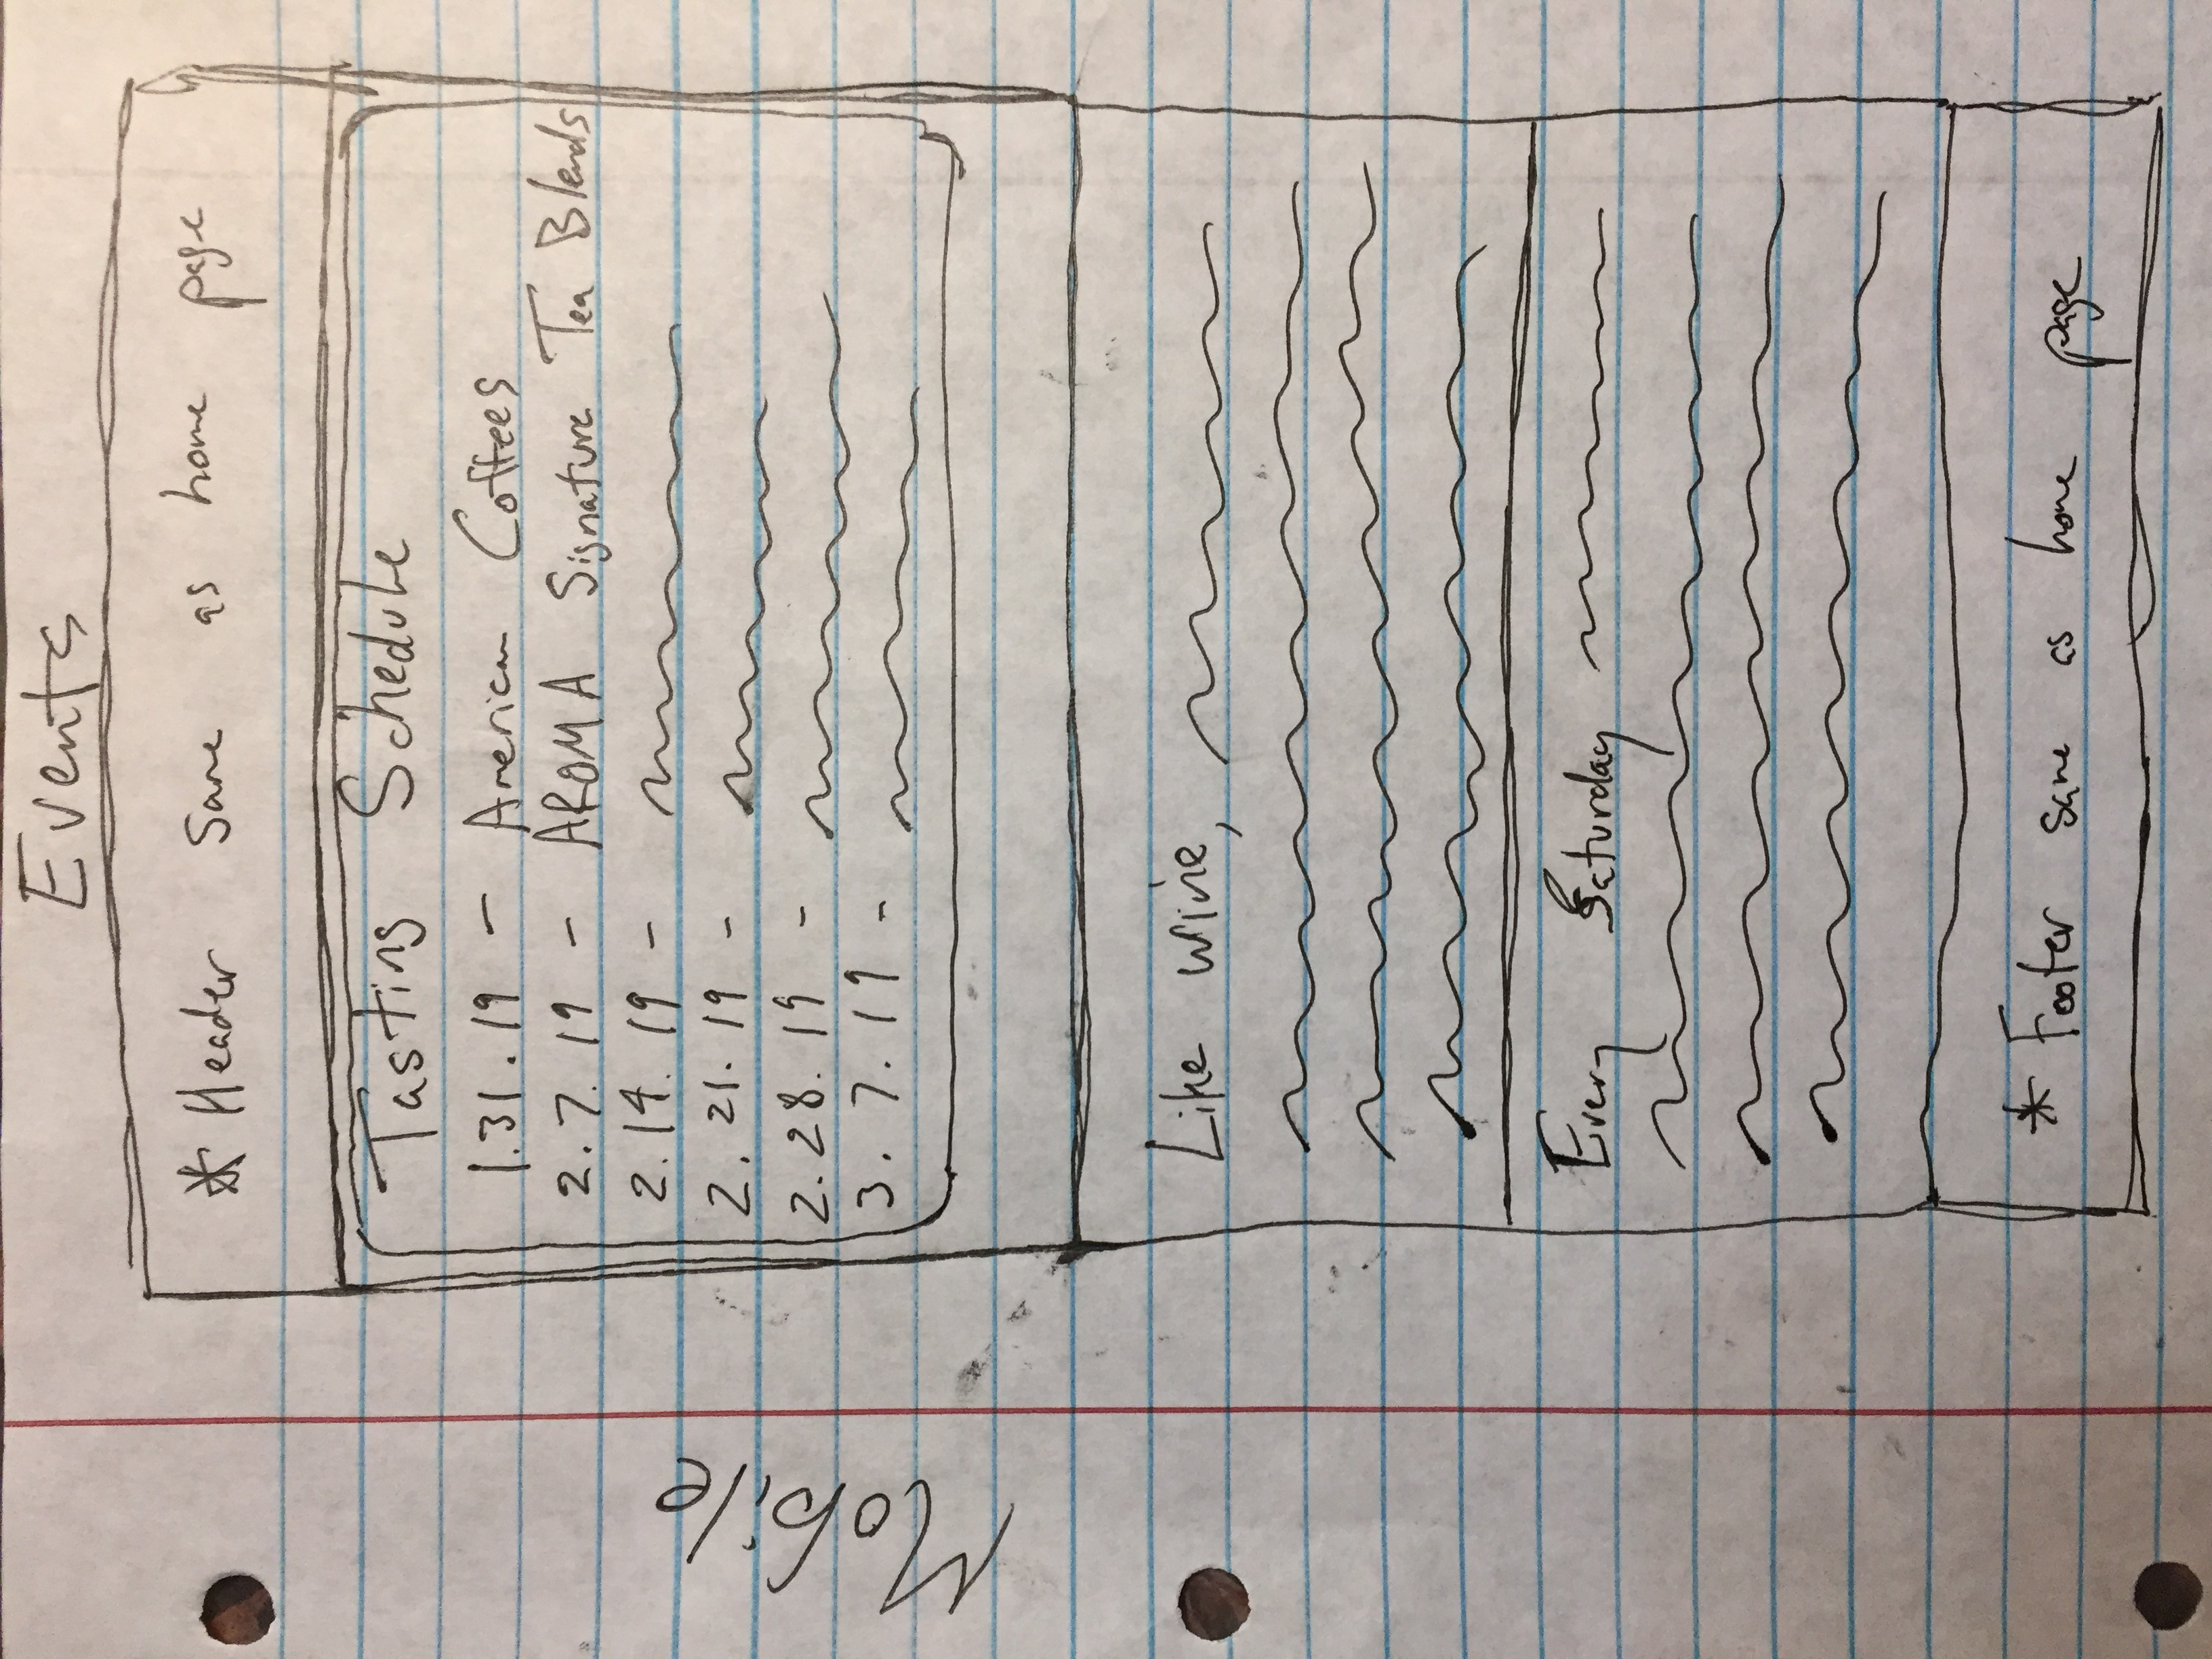 Events
* Header same as home page
Tasting Schedule
1.31.19 - American Coffees
2.7.19 - AROMA Signature Tea Blends
2.14.19 -
2.21.19 -
2.28.19 -
3.7.19 -
Mobile
Like wine,
Every Saturday
* Footer same as home page